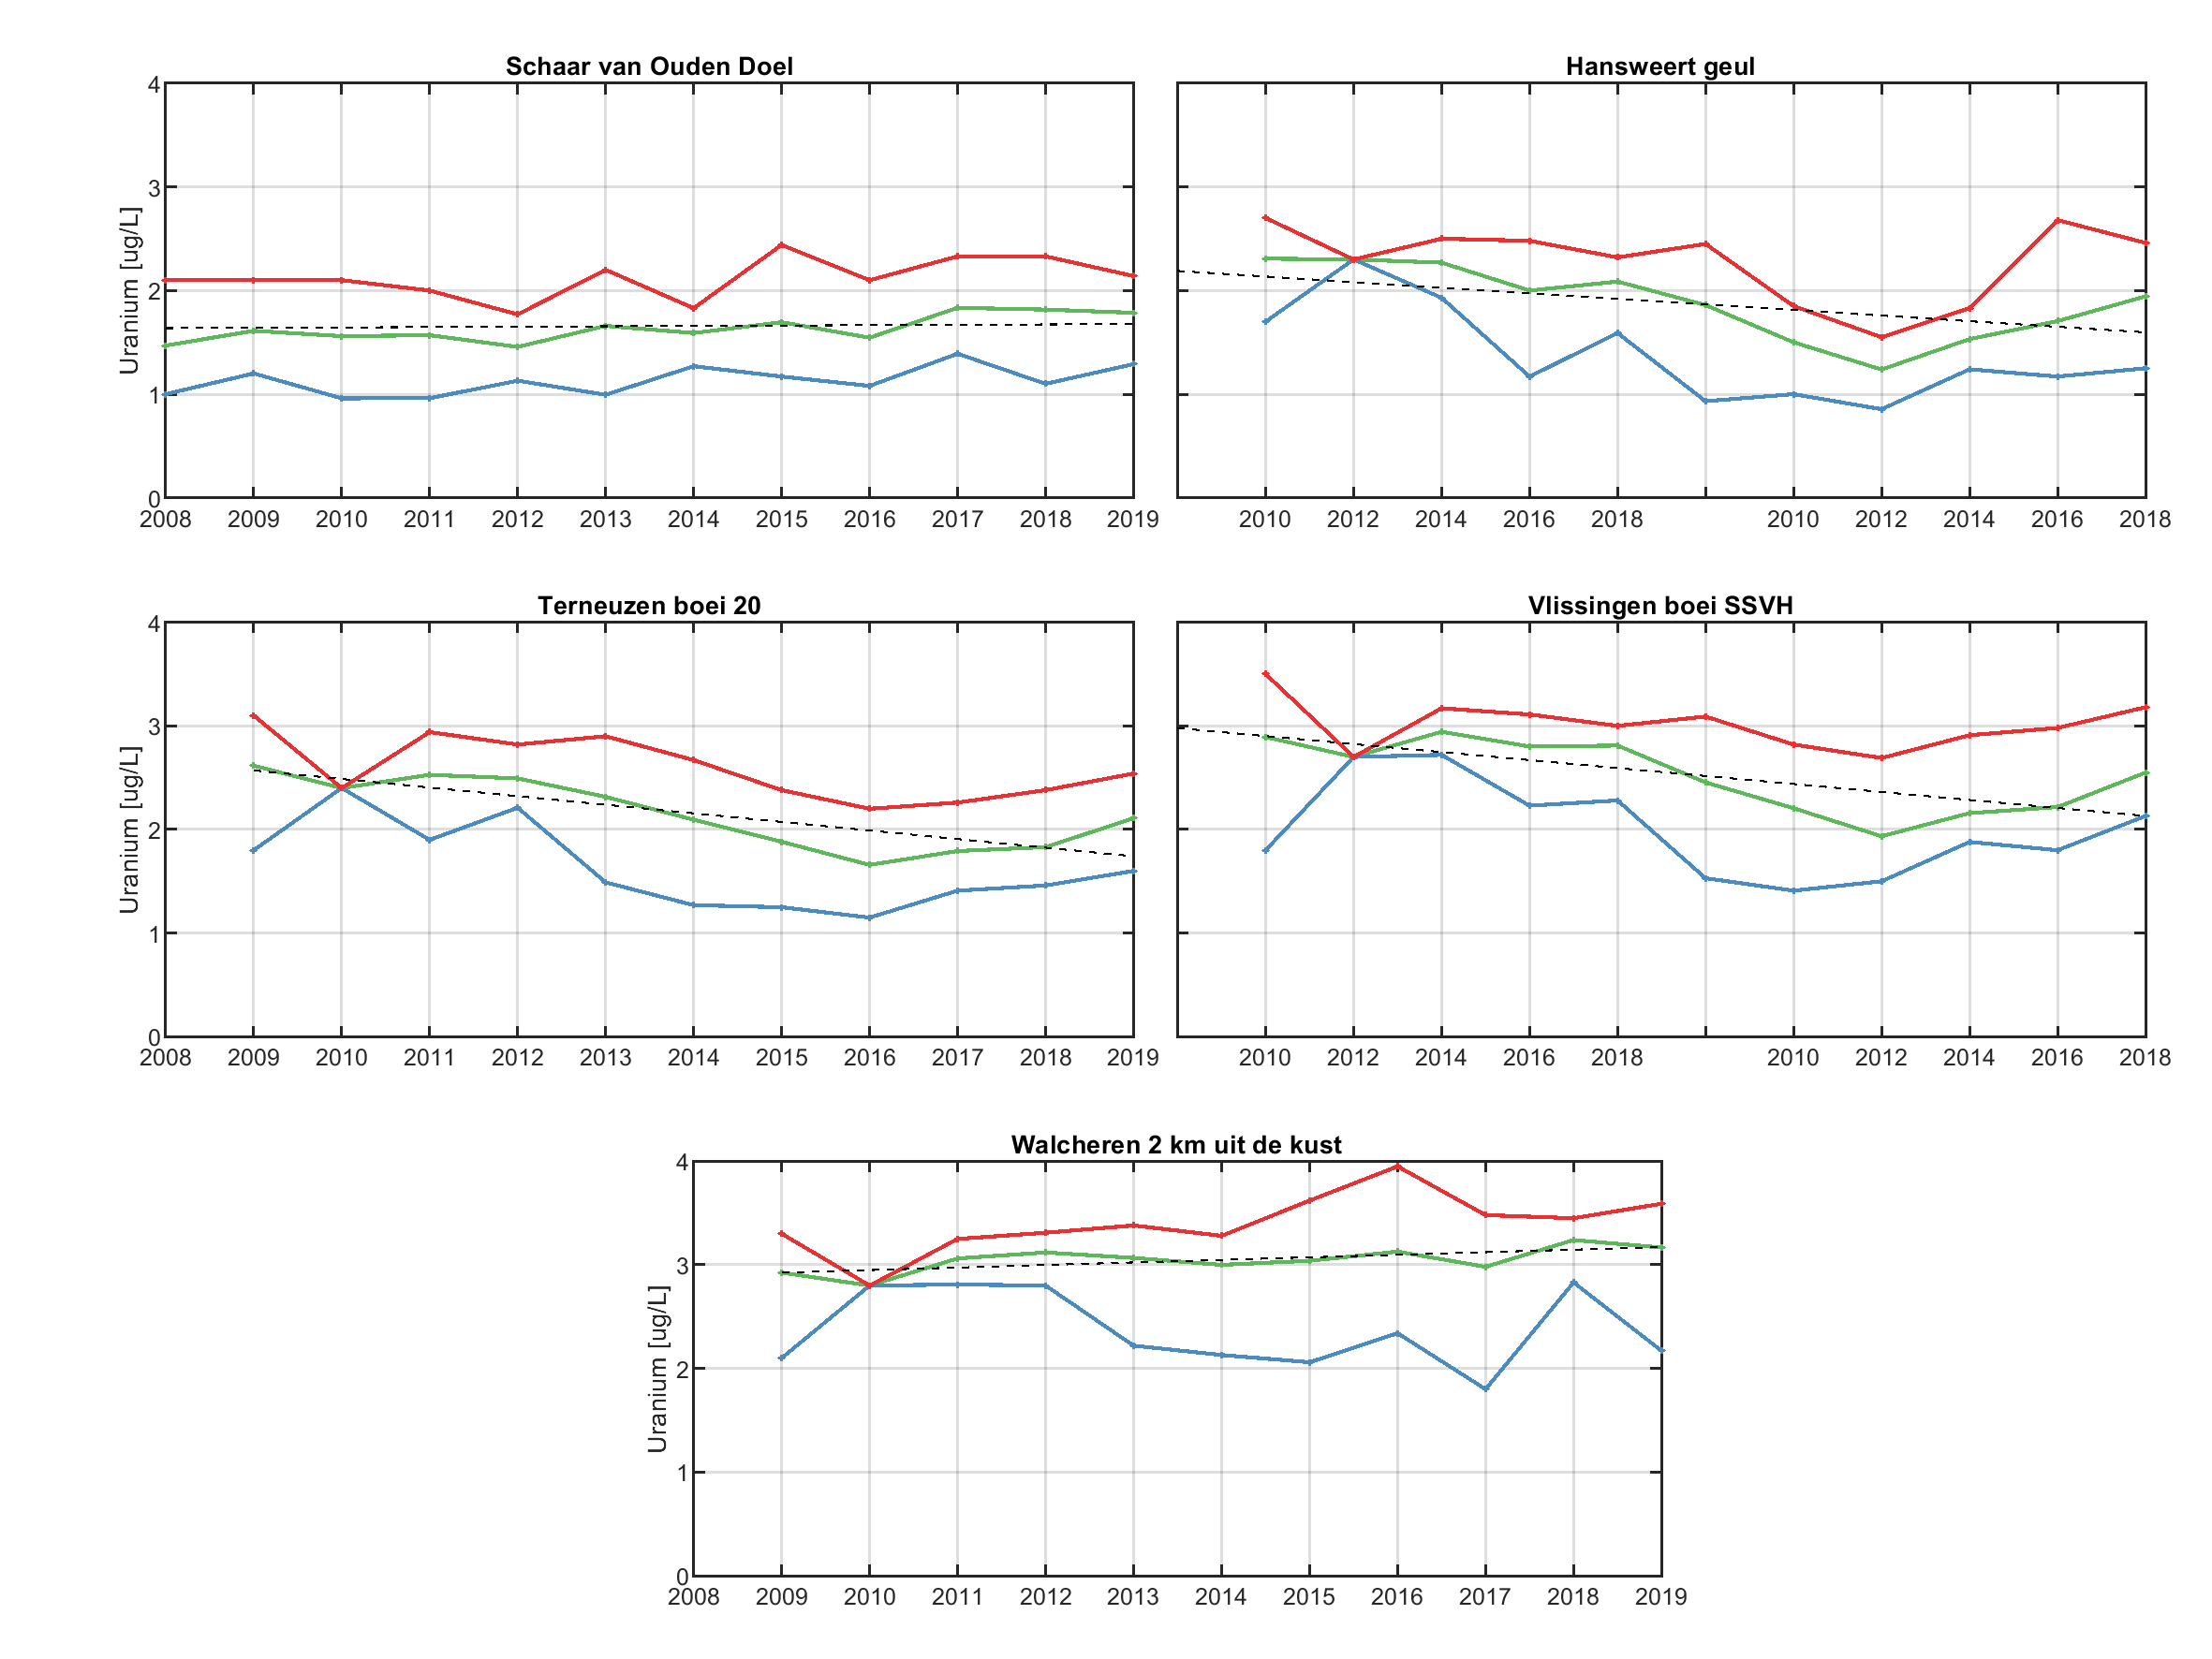 Schaar van Ouden Doel
Uranium [ug/L]
4
3
2
1
0
2008 2009 2010 2011 2012 2013 2014 2015 2016 2017 2018 2019
Hansweert geul
2010 2012 2014 2016 2018 2010 2012 2014 2016 2018
Terneuzen boei 20
Uranium [ug/L]
4
3
2
1
0
2008 2009 2010 2011 2012 2013 2014 2015 2016 2017 2018 2019
Vlissingen boei SSVH
2010 2012 2014 2016 2018 2010 2012 2014 2016 2018
Walcheren 2 km uit de kust
Uranium [ug/L]
4
3
2
1
0
2008 2009 2010 2011 2012 2013 2014 2015 2016 2017 2018 2019